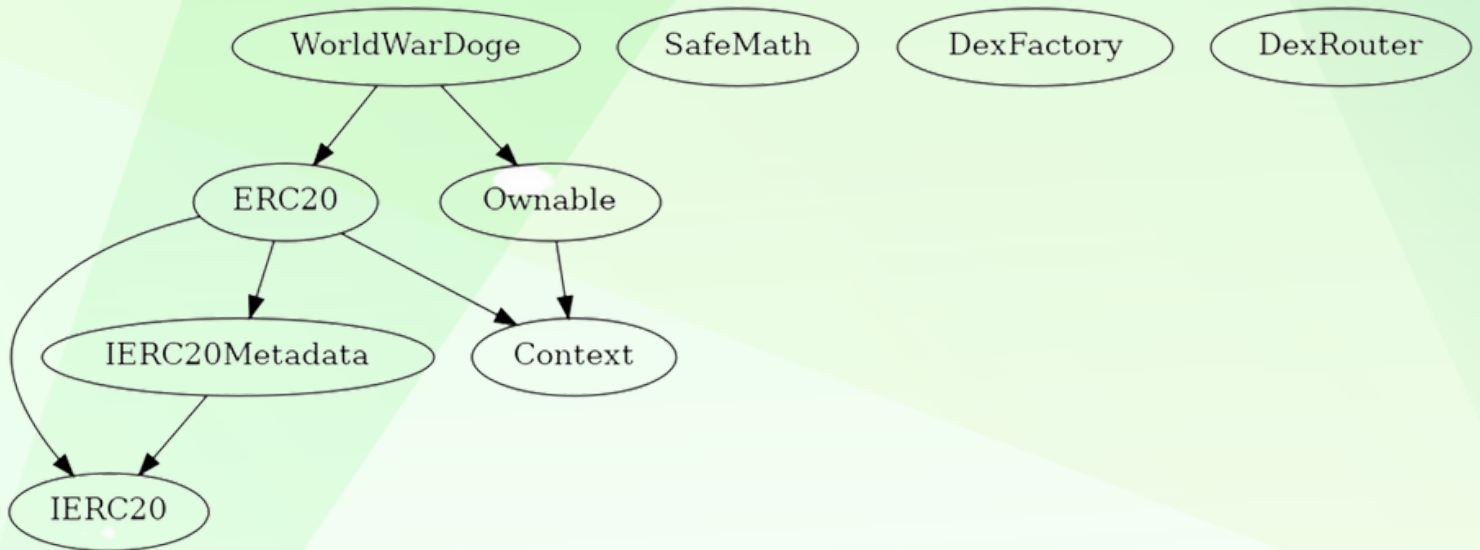 WorldWarDoge
SafeMath
DexFactory
DexRouter
ERC20
Ownable
IERC20Metadata
Context
IERC20